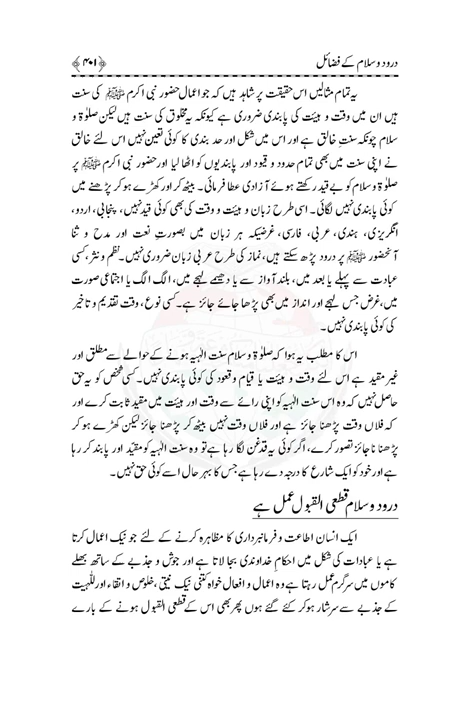 درود و سلام کے فضائل ﴿۴۰۱﴾
یہ تمام مثالیں اس حقیقت پر شاہد ہیں کہ جو اعمال حضور نبی اکرم ﷺ کی سنت
ہیں ان میں وقت و ہیئت کی پابندی ضروری ہے کیونکہ یہ مخلوق کی سنت ہیں لیکن صلوٰۃ و
سلام چونکہ سنتِ خالق ہے اور اس میں شکل اور حد بندی کا کوئی تعین نہیں اس لئے خالق
نے اپنی سنت میں بھی تمام حدود و قیود اور پابندیوں کو اٹھا لیا اور حضور نبی اکرم ﷺ پر
صلوٰۃ و سلام کو بے قید رکھتے ہوئے آزادی عطا فرمائی۔ بیٹھ کر اور کھڑے ہو کر پڑھنے میں
کوئی پابندی نہیں لگائی۔ اسی طرح زبان و ہیئت و وقت کی بھی کوئی قید نہیں، پنجابی، اردو،
انگریزی، ہندی، عربی، فارسی، غرضیکہ ہر زبان میں بصورتِ نعت اور مدح و ثنا
آنحضور ﷺ پر درود پڑھ سکتے ہیں، نماز کی طرح عربی زبان ضروری نہیں۔ نظم و نثر، کسی
عبادت سے پہلے یا بعد میں، بلند آواز سے یا دھیمے لہجے میں، الگ الگ یا اجتماعی صورت
میں، غرض جس لہجے اور انداز میں بھی پڑھا جائے جائز ہے۔ کسی نوع، وقت تقدیم و تاخیر
کی کوئی پابندی نہیں۔
اس کا مطلب یہ ہوا کہ صلوٰۃ و سلام سنت الٰہیہ ہونے کے حوالے سے مطلق اور
غیر مقید ہے اس لئے وقت و ہیئت یا قیام و قعود کی کوئی پابندی نہیں۔ کسی شخص کو یہ حق
حاصل نہیں کہ وہ اس سنت الٰہیہ کو اپنی رائے سے وقت اور ہیئت میں مقید ثابت کرے اور
کہ فلاں وقت پڑھنا جائز ہے اور فلاں وقت نہیں بیٹھ کر پڑھنا جائز لیکن کھڑے ہو کر
پڑھنا ناجائز تصور کرے، اگر کوئی یہ قدغن لگا رہا ہے تو وہ سنت الٰہیہ کو مقیّد اور پابند کر رہا
ہے اور خود کو ایک شارع کا درجہ دے رہا ہے جس کا بہر حال اسے کوئی حق نہیں۔
درود و سلام قطعی القبول عمل ہے
ایک انسان اطاعت و فرمانبرداری کا مظاہرہ کرنے کے لئے جو نیک اعمال کرتا
ہے یا عبادات کی شکل میں احکامِ خداوندی بجا لاتا ہے اور جوش و جذبے کے ساتھ بھلے
کاموں میں سرگرم عمل رہتا ہے وہ اعمال و افعال خواہ کتنی نیک نیتی، خلوص و اتقاء اور للّٰہیت
کے جذبے سے سرشار ہو کر کئے گئے ہوں پھر بھی اس کے قطعی القبول ہونے کے بارے